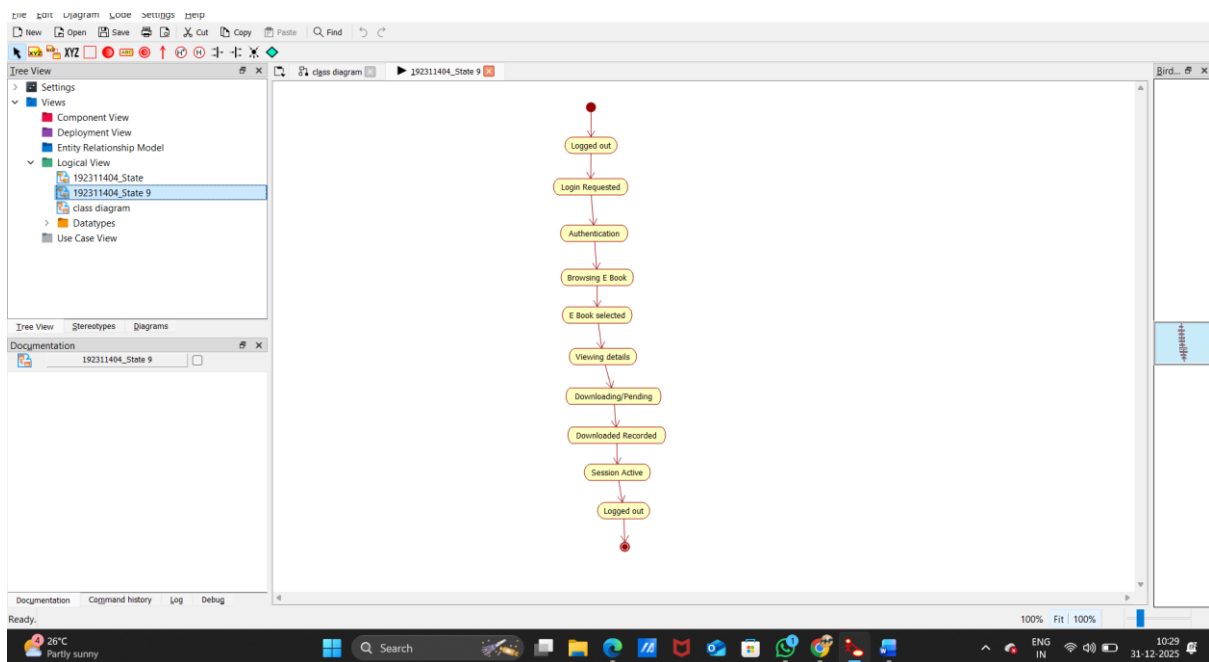 File Edit Diagram Code Settings Help
New Open Save Cut Copy Paste Find
XYZ XYZ
Tree View
class diagram 192311404_State 9
Bird...
Settings
Views
Component View
Deployment View
Entity Relationship Model
Logical View
192311404_State
192311404_State 9
class diagram
Datatypes
Use Case View
Tree View Stereotypes Diagrams
Documentation
192311404_State 9
Logged out
Login Requested
Authentication
Browsing E Book
E Book selected
Viewing details
Downloading/Pending
Downloaded Recorded
Session Active
Logged out
Documentation Command history Log Debug
Ready.
100% Fit 100%
4
26°C
Partly sunny
Search
ENG
IN
10:29
31-12-2025